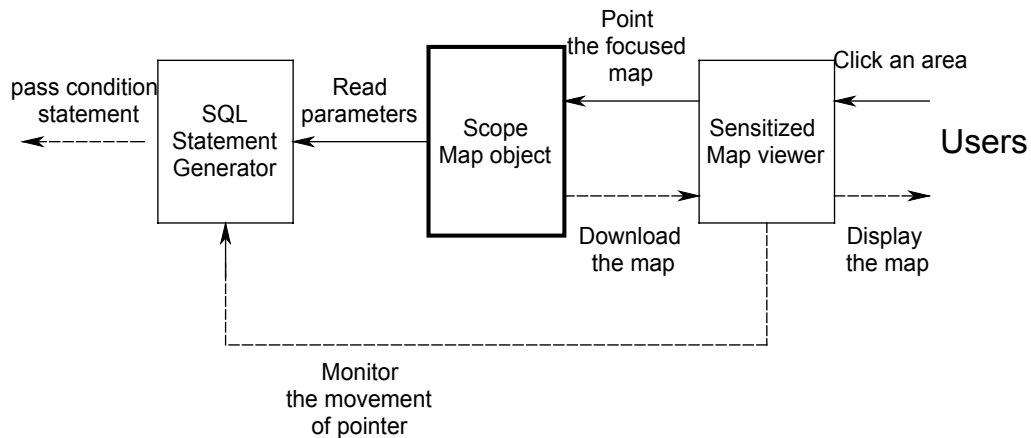 Point
the focused
map
Click an area
pass condition
statement
Read
parameters
SQL
Statement
Generator
Scope
Map object
Sensitized
Map viewer
Users
Download
the map
Display
the map
Monitor
the movement
of pointer